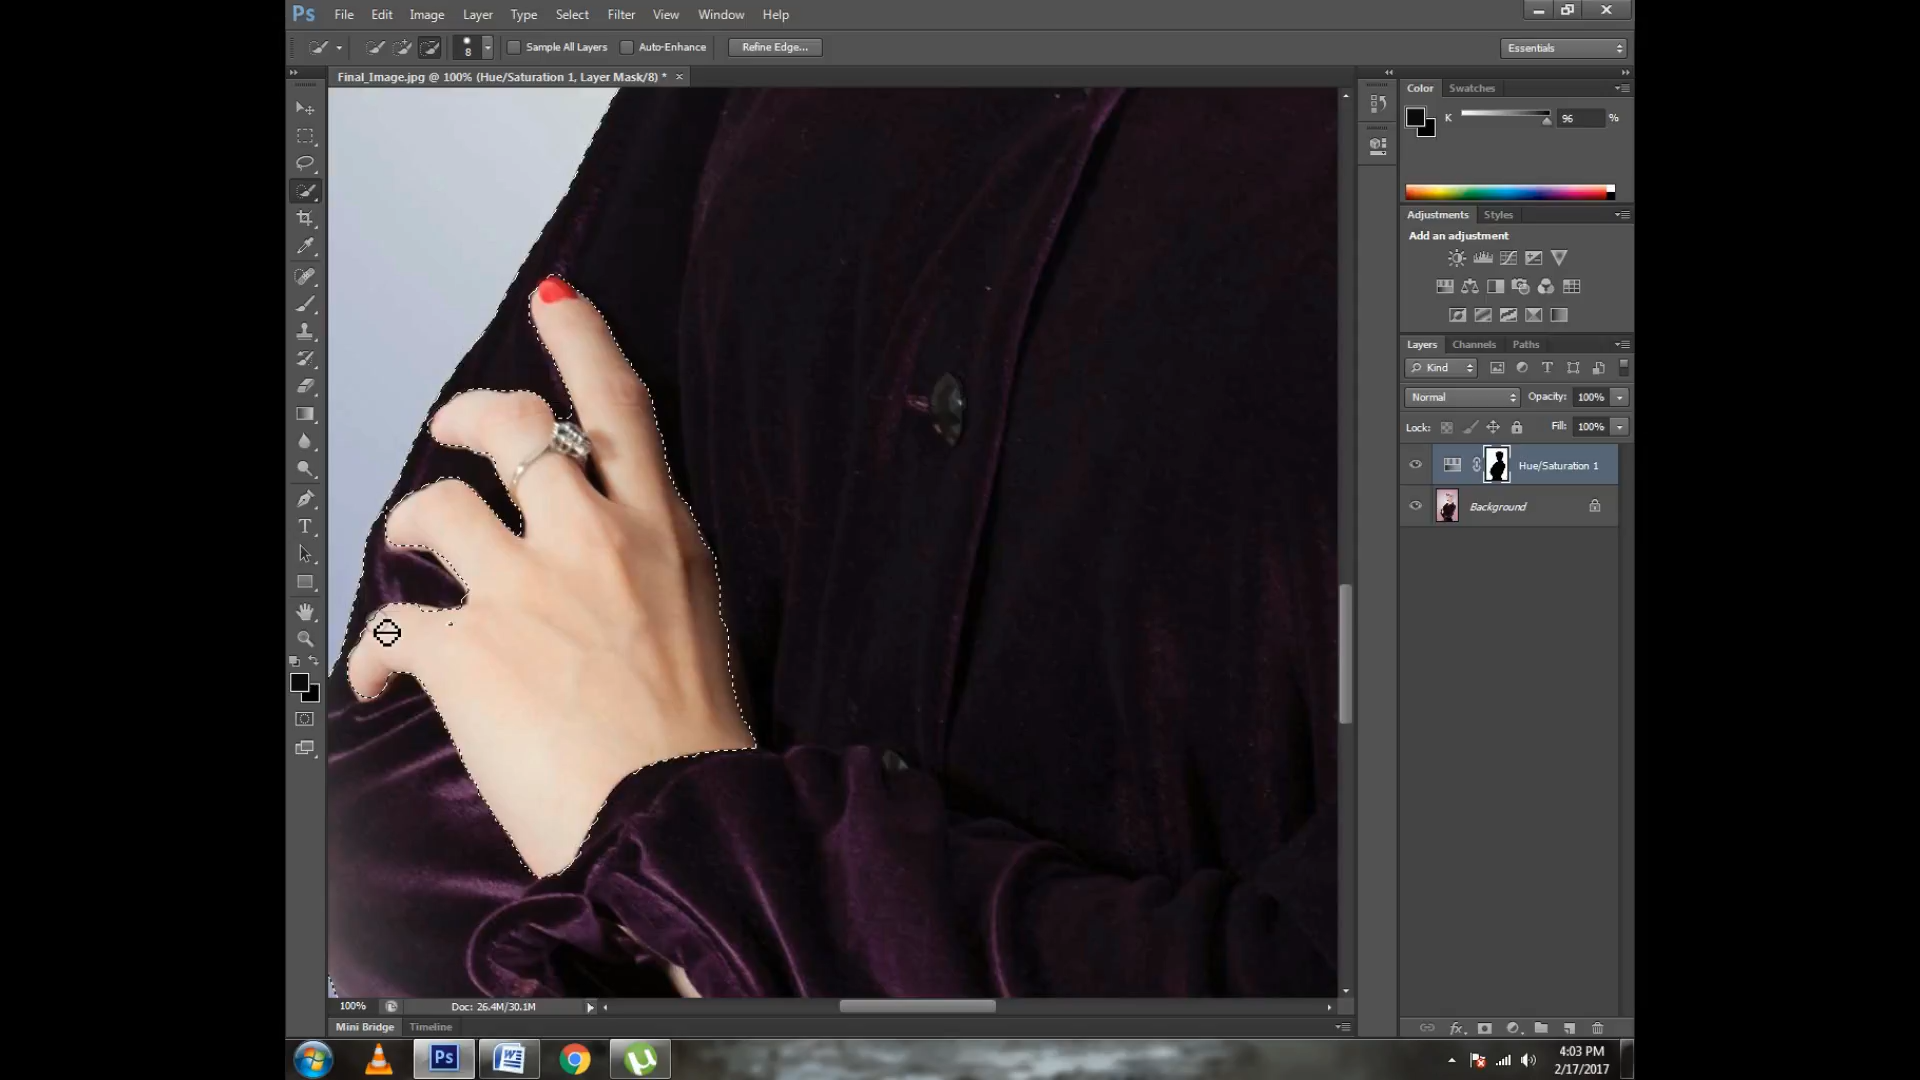 Ps File Edit Image Layer Type Select Filter View Window Help
8 Sample All Layers Auto-Enhance Refine Edge... Essentials
Final_Image.jpg @ 100% (Hue/Saturation 1, Layer Mask/8) * ×
Color Swatches
K 96 %
Adjustments Styles
Add an adjustment
Layers Channels Paths
Kind
Normal Opacity: 100%
Lock: Fill: 100%
Hue/Saturation 1
Background
100% Doc: 26.4M/30.1M
Mini Bridge Timeline
Ps W
4:03 PM
2/17/2017